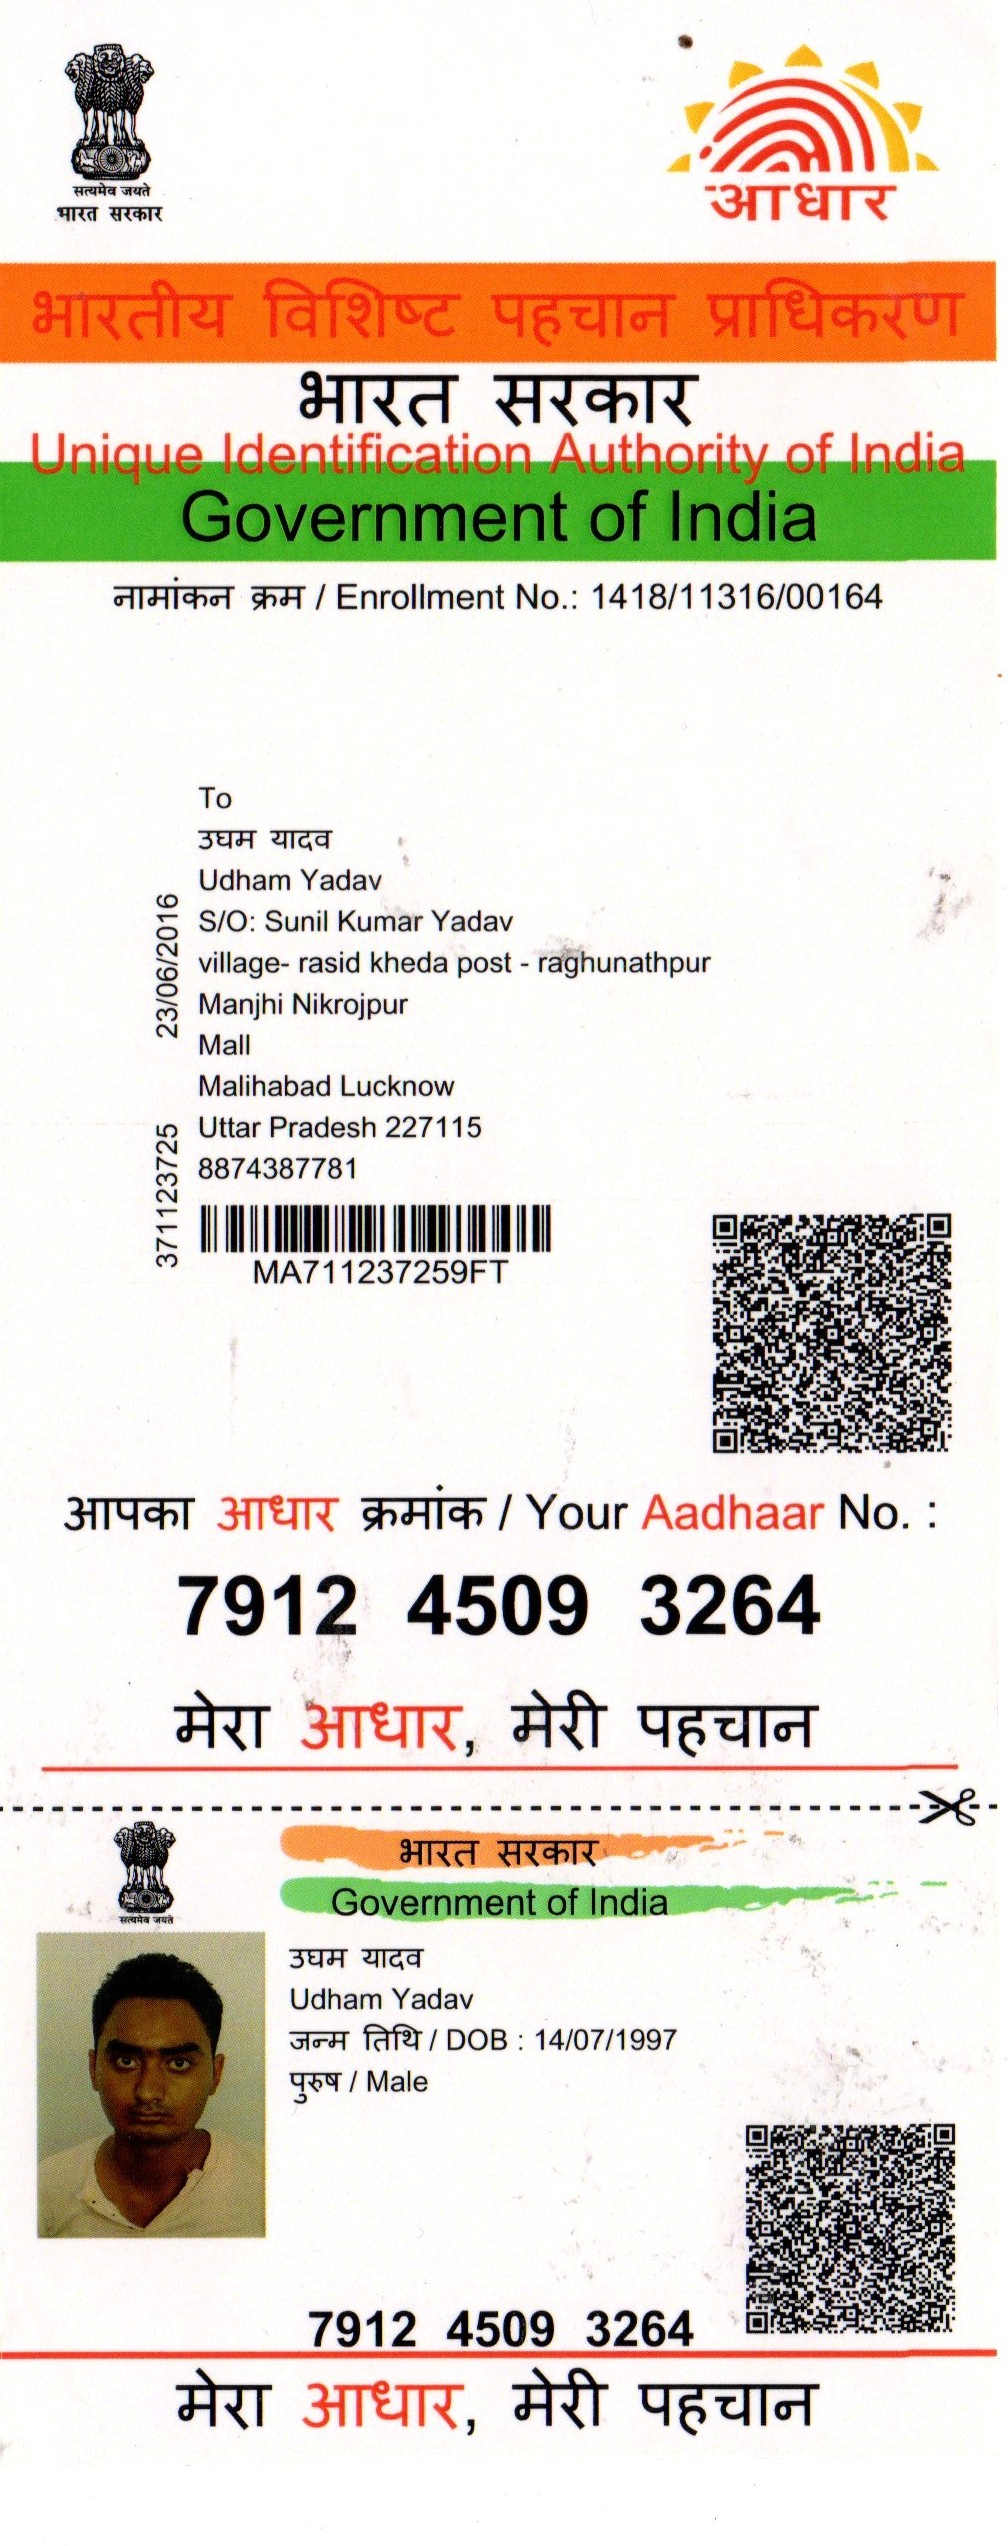 सत्यमेव जयते
भारत सरकार
आधार
भारतीय विशिष्ट पहचान प्राधिकरण
भारत सरकार
Unique Identification Authority of India
Government of India
नामांकन क्रम / Enrollment No.: 1418/11316/00164
To
उघम यादव
Udham Yadav
S/O: Sunil Kumar Yadav
village- rasid kheda post - raghunathpur
Manjhi Nikrojpur
Mall
Malihabad Lucknow
Uttar Pradesh 227115
8874387781
23/06/2016
371123725
MA711237259FT
आपका आधार क्रमांक / Your Aadhaar No. :
7912 4509 3264
मेरा आधार, मेरी पहचान
सत्यमेव जयते
भारत सरकार
Government of India
उघम यादव
Udham Yadav
जन्म तिथि / DOB : 14/07/1997
पुरुष / Male
7912 4509 3264
मेरा आधार, मेरी पहचान